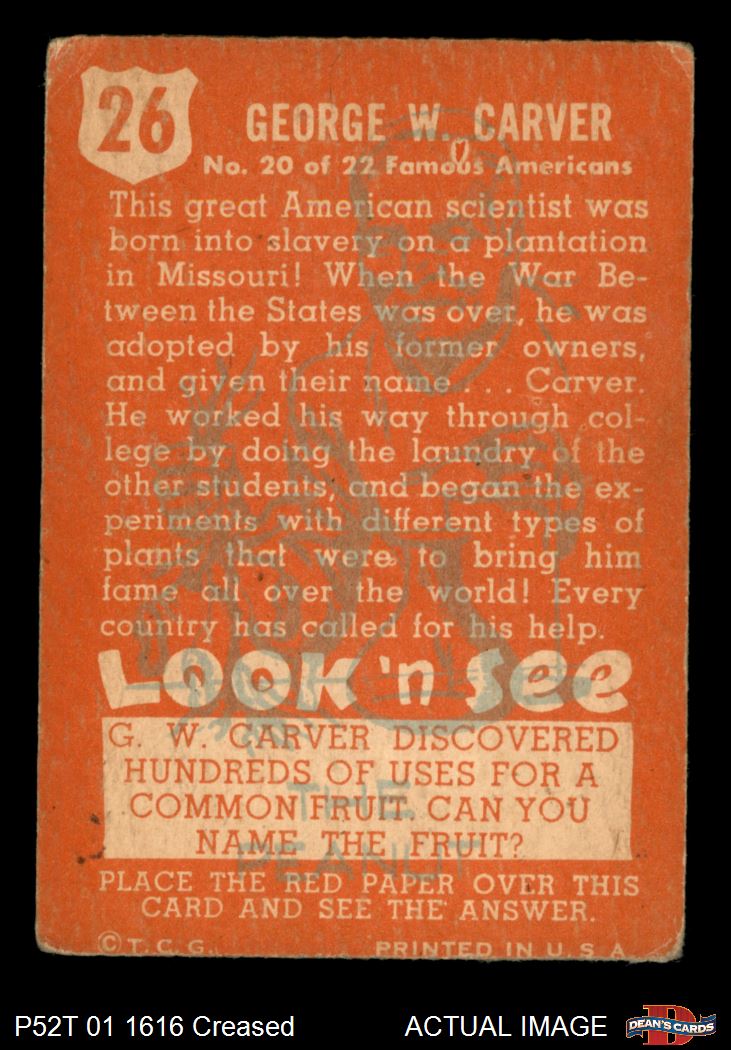 26
GEORGE W. CARVER
No. 20 of 22 Famous Americans
This great American scientist was
born into slavery on a plantation
in Missouri! When the War Be-
tween the States was over, he was
adopted by his former owners,
and given their name . . . Carver.
He worked his way through col-
lege by doing the laundry of the
other students, and began the ex-
periments with different types of
plants that were to bring him
fame all over the world! Every
country has called for his help.
LOOK 'n SEE
G. W. CARVER DISCOVERED
HUNDREDS OF USES FOR A
COMMON FRUIT. CAN YOU
NAME THE FRUIT?
THE
PEANUT
PLACE THE RED PAPER OVER THIS
CARD AND SEE THE ANSWER.
© T. C. G. PRINTED IN U. S. A.
P52T 01 1616 Creased ACTUAL IMAGE DEAN'S CARDS